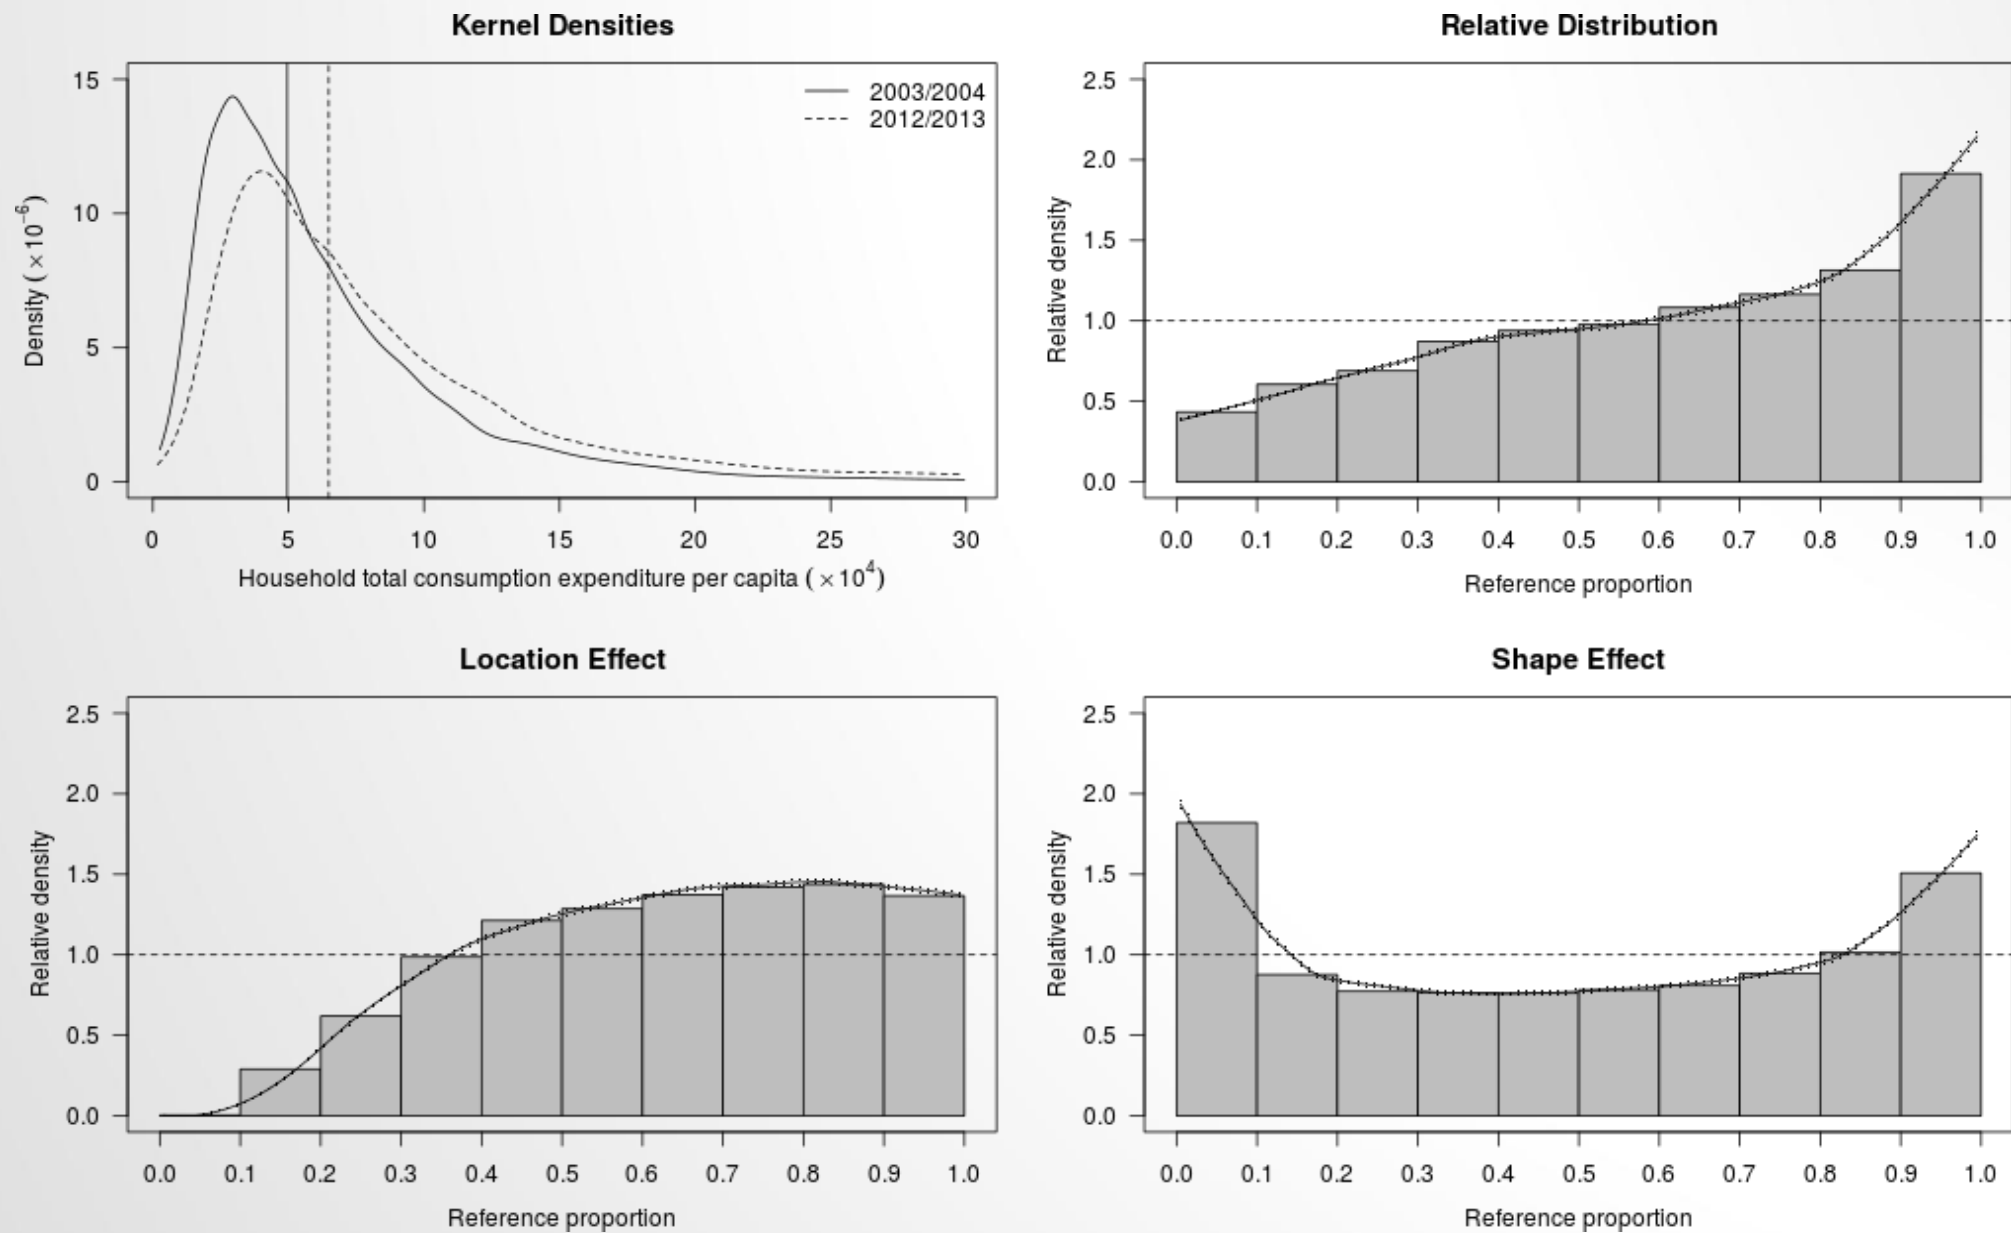 Kernel Densities
15
10
5
0
Density (×10⁻⁶)
2003/2004
2012/2013
0 5 10 15 20 25 30
Household total consumption expenditure per capita (×10⁴)
Relative Distribution
2.5
2.0
1.5
1.0
0.5
0.0
Relative density
0.0 0.1 0.2 0.3 0.4 0.5 0.6 0.7 0.8 0.9 1.0
Reference proportion
Location Effect
2.5
2.0
1.5
1.0
0.5
0.0
Relative density
0.0 0.1 0.2 0.3 0.4 0.5 0.6 0.7 0.8 0.9 1.0
Reference proportion
Shape Effect
2.5
2.0
1.5
1.0
0.5
0.0
Relative density
0.0 0.1 0.2 0.3 0.4 0.5 0.6 0.7 0.8 0.9 1.0
Reference proportion